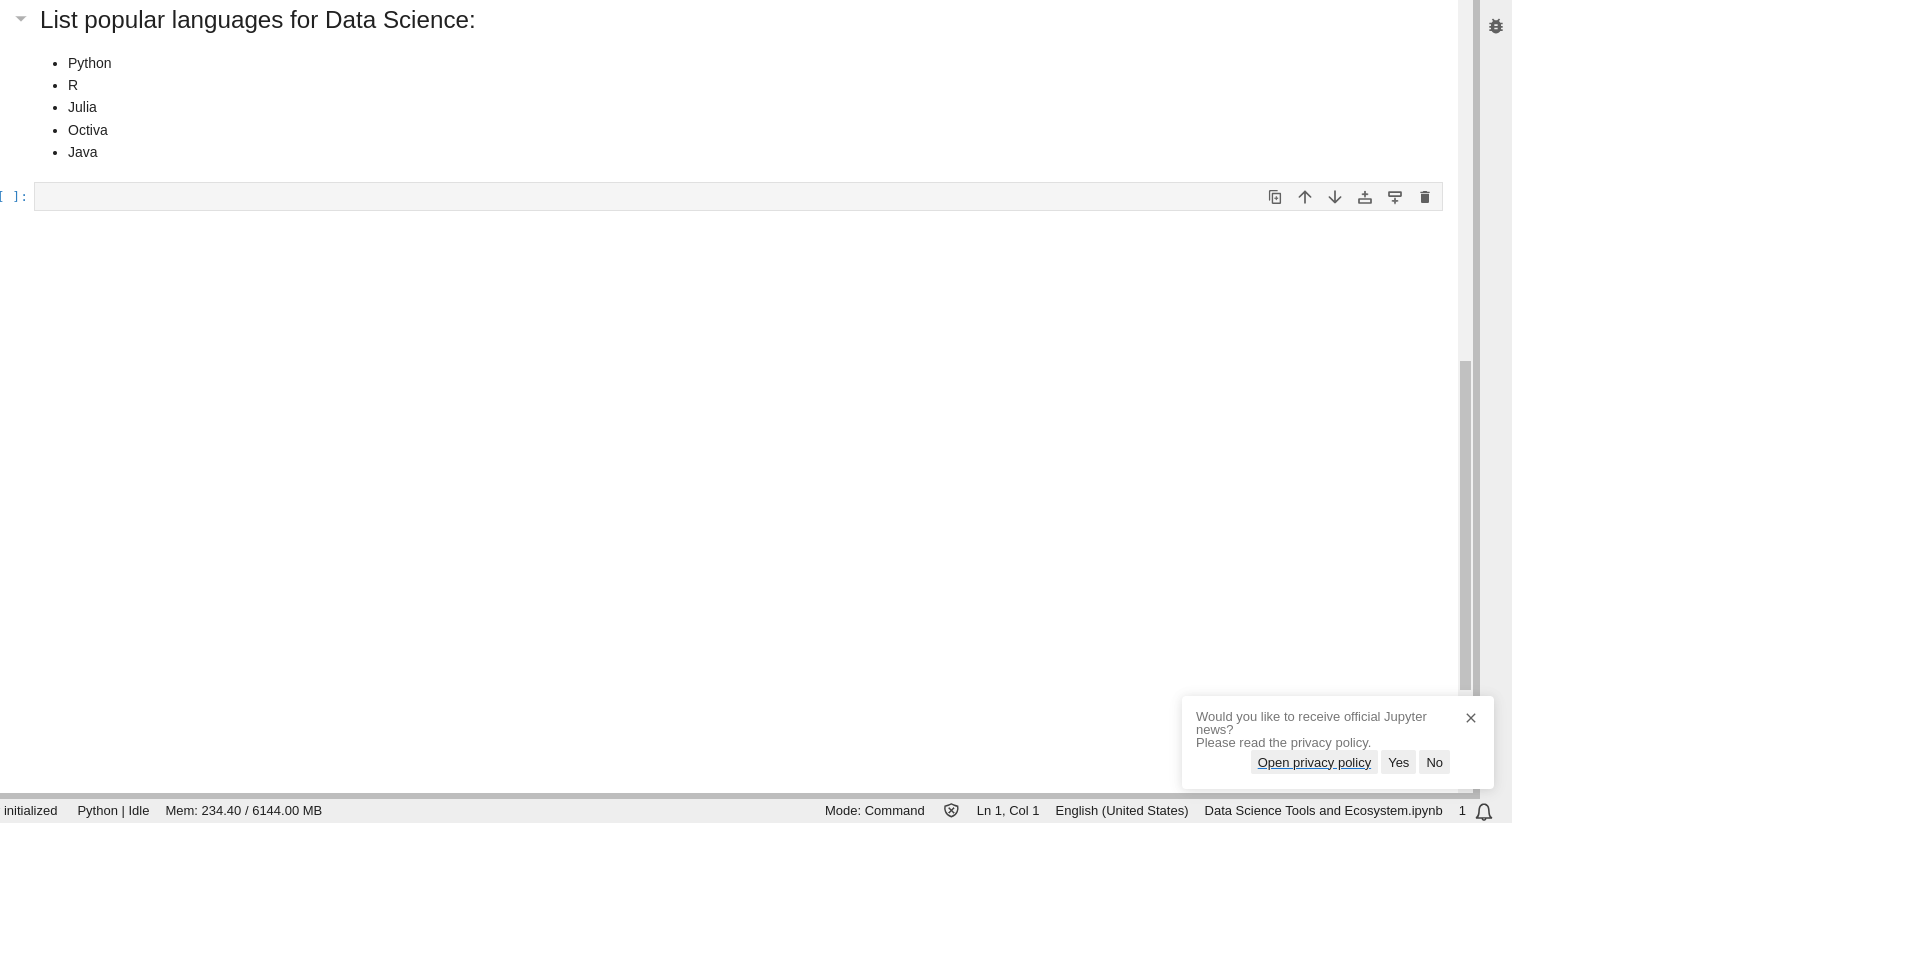 List popular languages for Data Science:
Python
R
Julia
Octiva
Java
[ ]:
Would you like to receive official Jupyter
news?
Please read the privacy policy.
Open privacy policy Yes No
initialized Python | Idle Mem: 234.40 / 6144.00 MB Mode: Command Ln 1, Col 1 English (United States) Data Science Tools and Ecosystem.ipynb 1